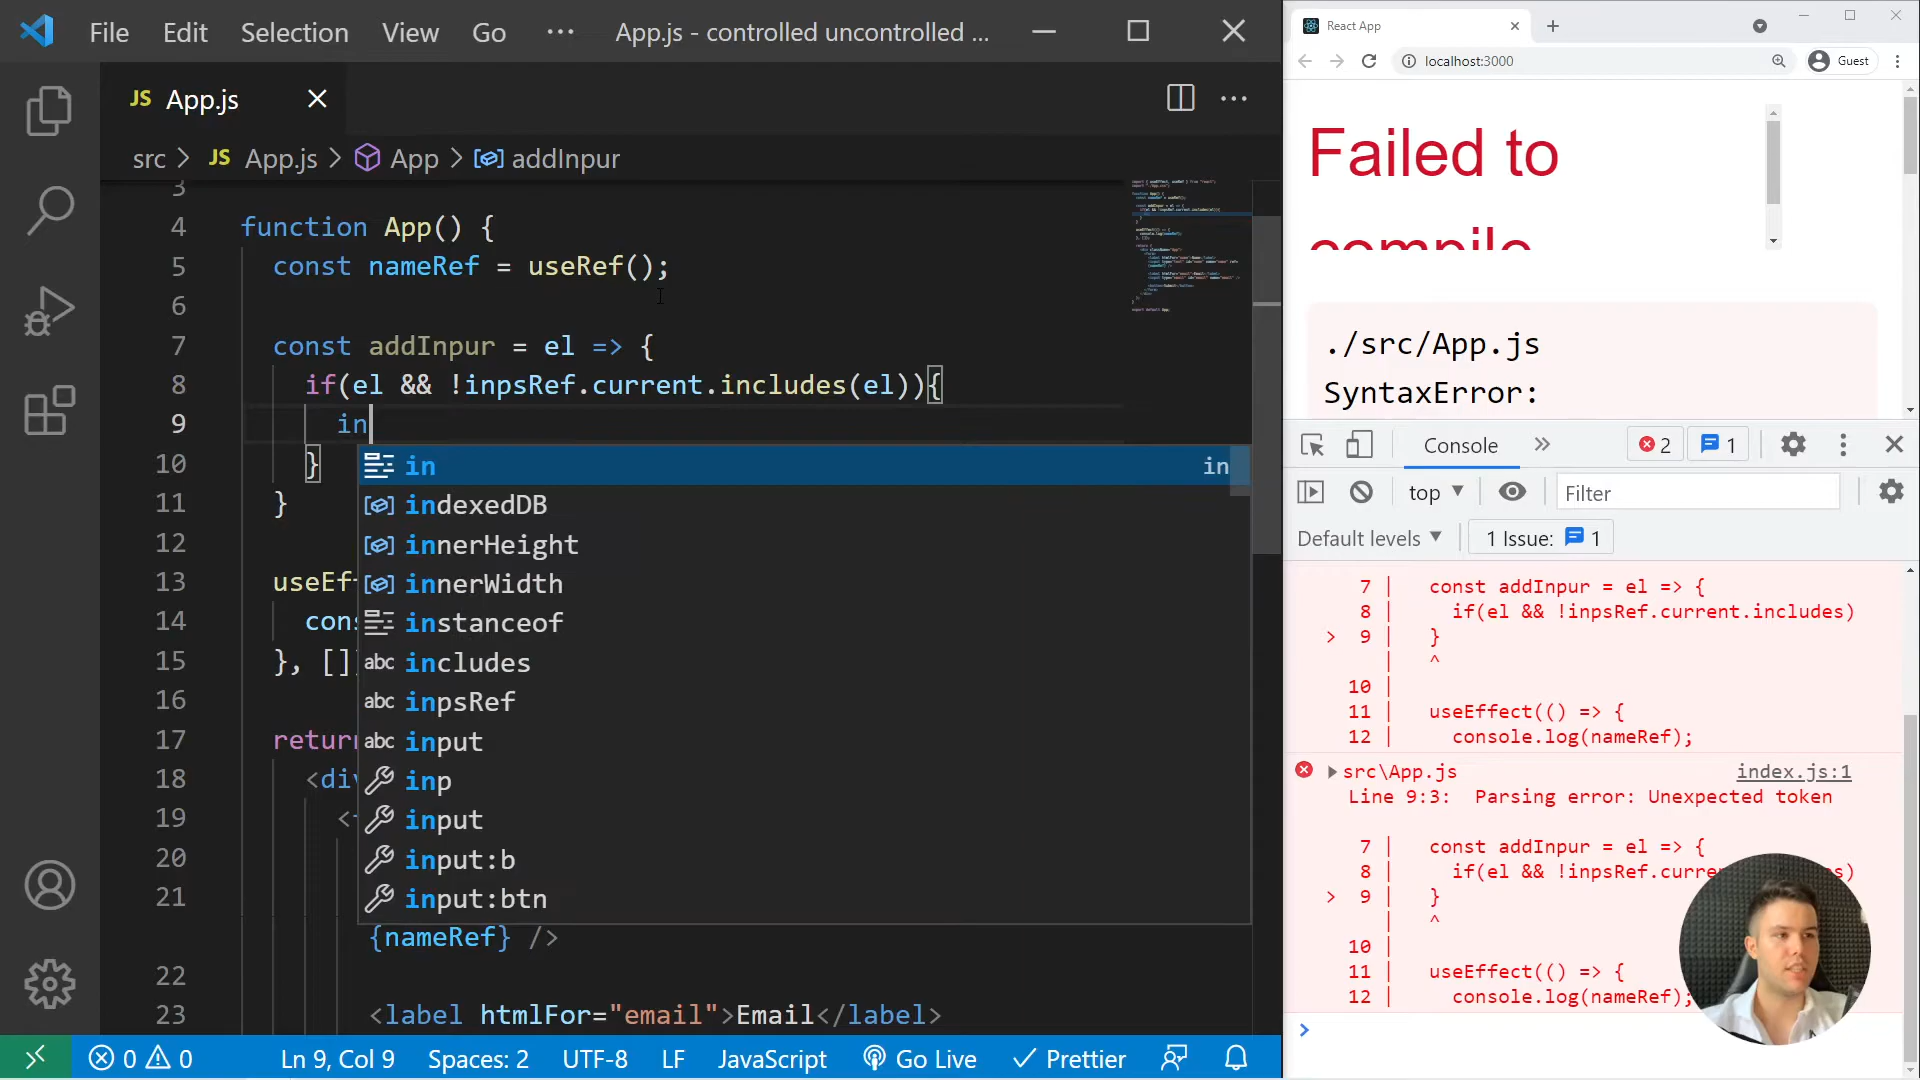 File Edit Selection View Go ··· App.js - controlled uncontrolled ...
JS App.js
src > JS App.js > App > addInpur
3
4 function App() {
5 const nameRef = useRef();
6
7 const addInpur = el => {
8 if(el && !inpsRef.current.includes(el)){
9 in
10 }
11 }
12
13 useEf
14 cons
15 }, []
16
17 return
18 <div
19 <
20
21
{nameRef} />
22
23 <label htmlFor="email">Email</label>
in in
indexedDB
innerHeight
innerWidth
instanceof
abc includes
abc inpsRef
abc input
inp
input
input:b
input:btn
0 0 Ln 9, Col 9 Spaces: 2 UTF-8 LF JavaScript Go Live Prettier
React App
localhost:3000 Guest
Failed to
compile
./src/App.js
SyntaxError:
Console 2 1
top Filter
Default levels 1 Issue: 1
7 | const addInpur = el => {
8 | if(el && !inpsRef.current.includes)
> 9 | }
| ^
10 |
11 | useEffect(() => {
12 | console.log(nameRef);
src\App.js index.js:1
Line 9:3: Parsing error: Unexpected token
7 | const addInpur = el => {
8 | if(el && !inpsRef.curre s)
> 9 | }
| ^
10 |
11 | useEffect(() => {
12 | console.log(nameRef);
>